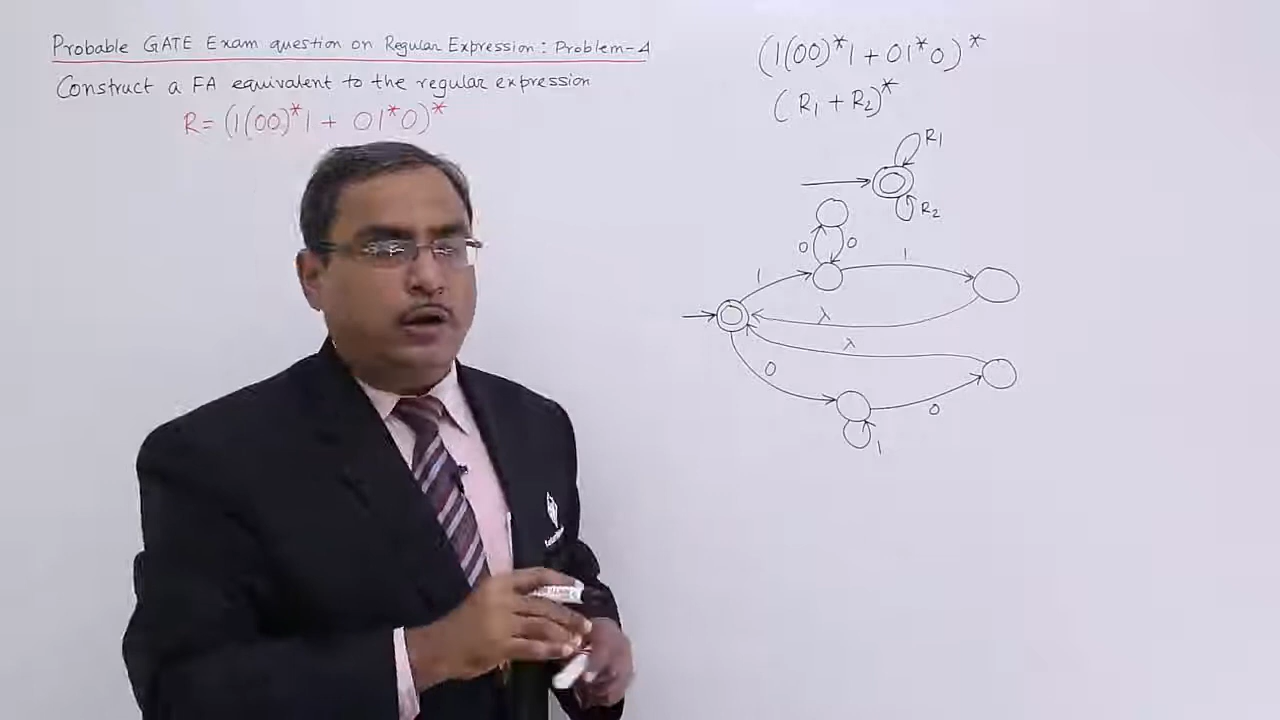 Probable GATE Exam question on Regular Expression: Problem-4
Construct a FA equivalent to the regular expression
R = (1(00)*1 + 01*0)*
(1(00)*1 + 01*0)*
(R1 + R2)*
R1
R2
0 0
1 1
λ
λ
0
0
1